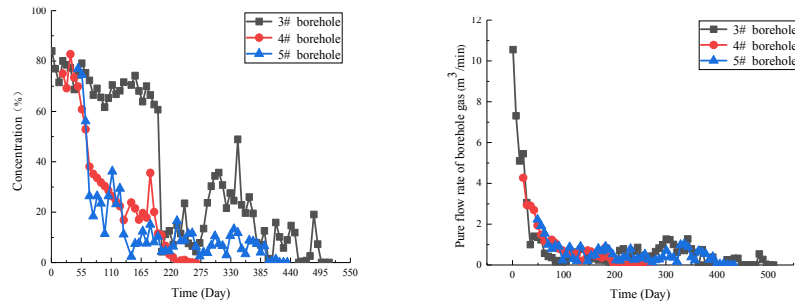 3# borehole
4# borehole
5# borehole
Concentration (%)
100
80
60
40
20
0
0 55 110 165 220 275 330 385 440 495 550
Time (Day)
3# borehole
4# borehole
5# borehole
Pure flow rate of borehole gas (m³/min)
12
10
8
6
4
2
0
0 100 200 300 400 500
Time (Day)